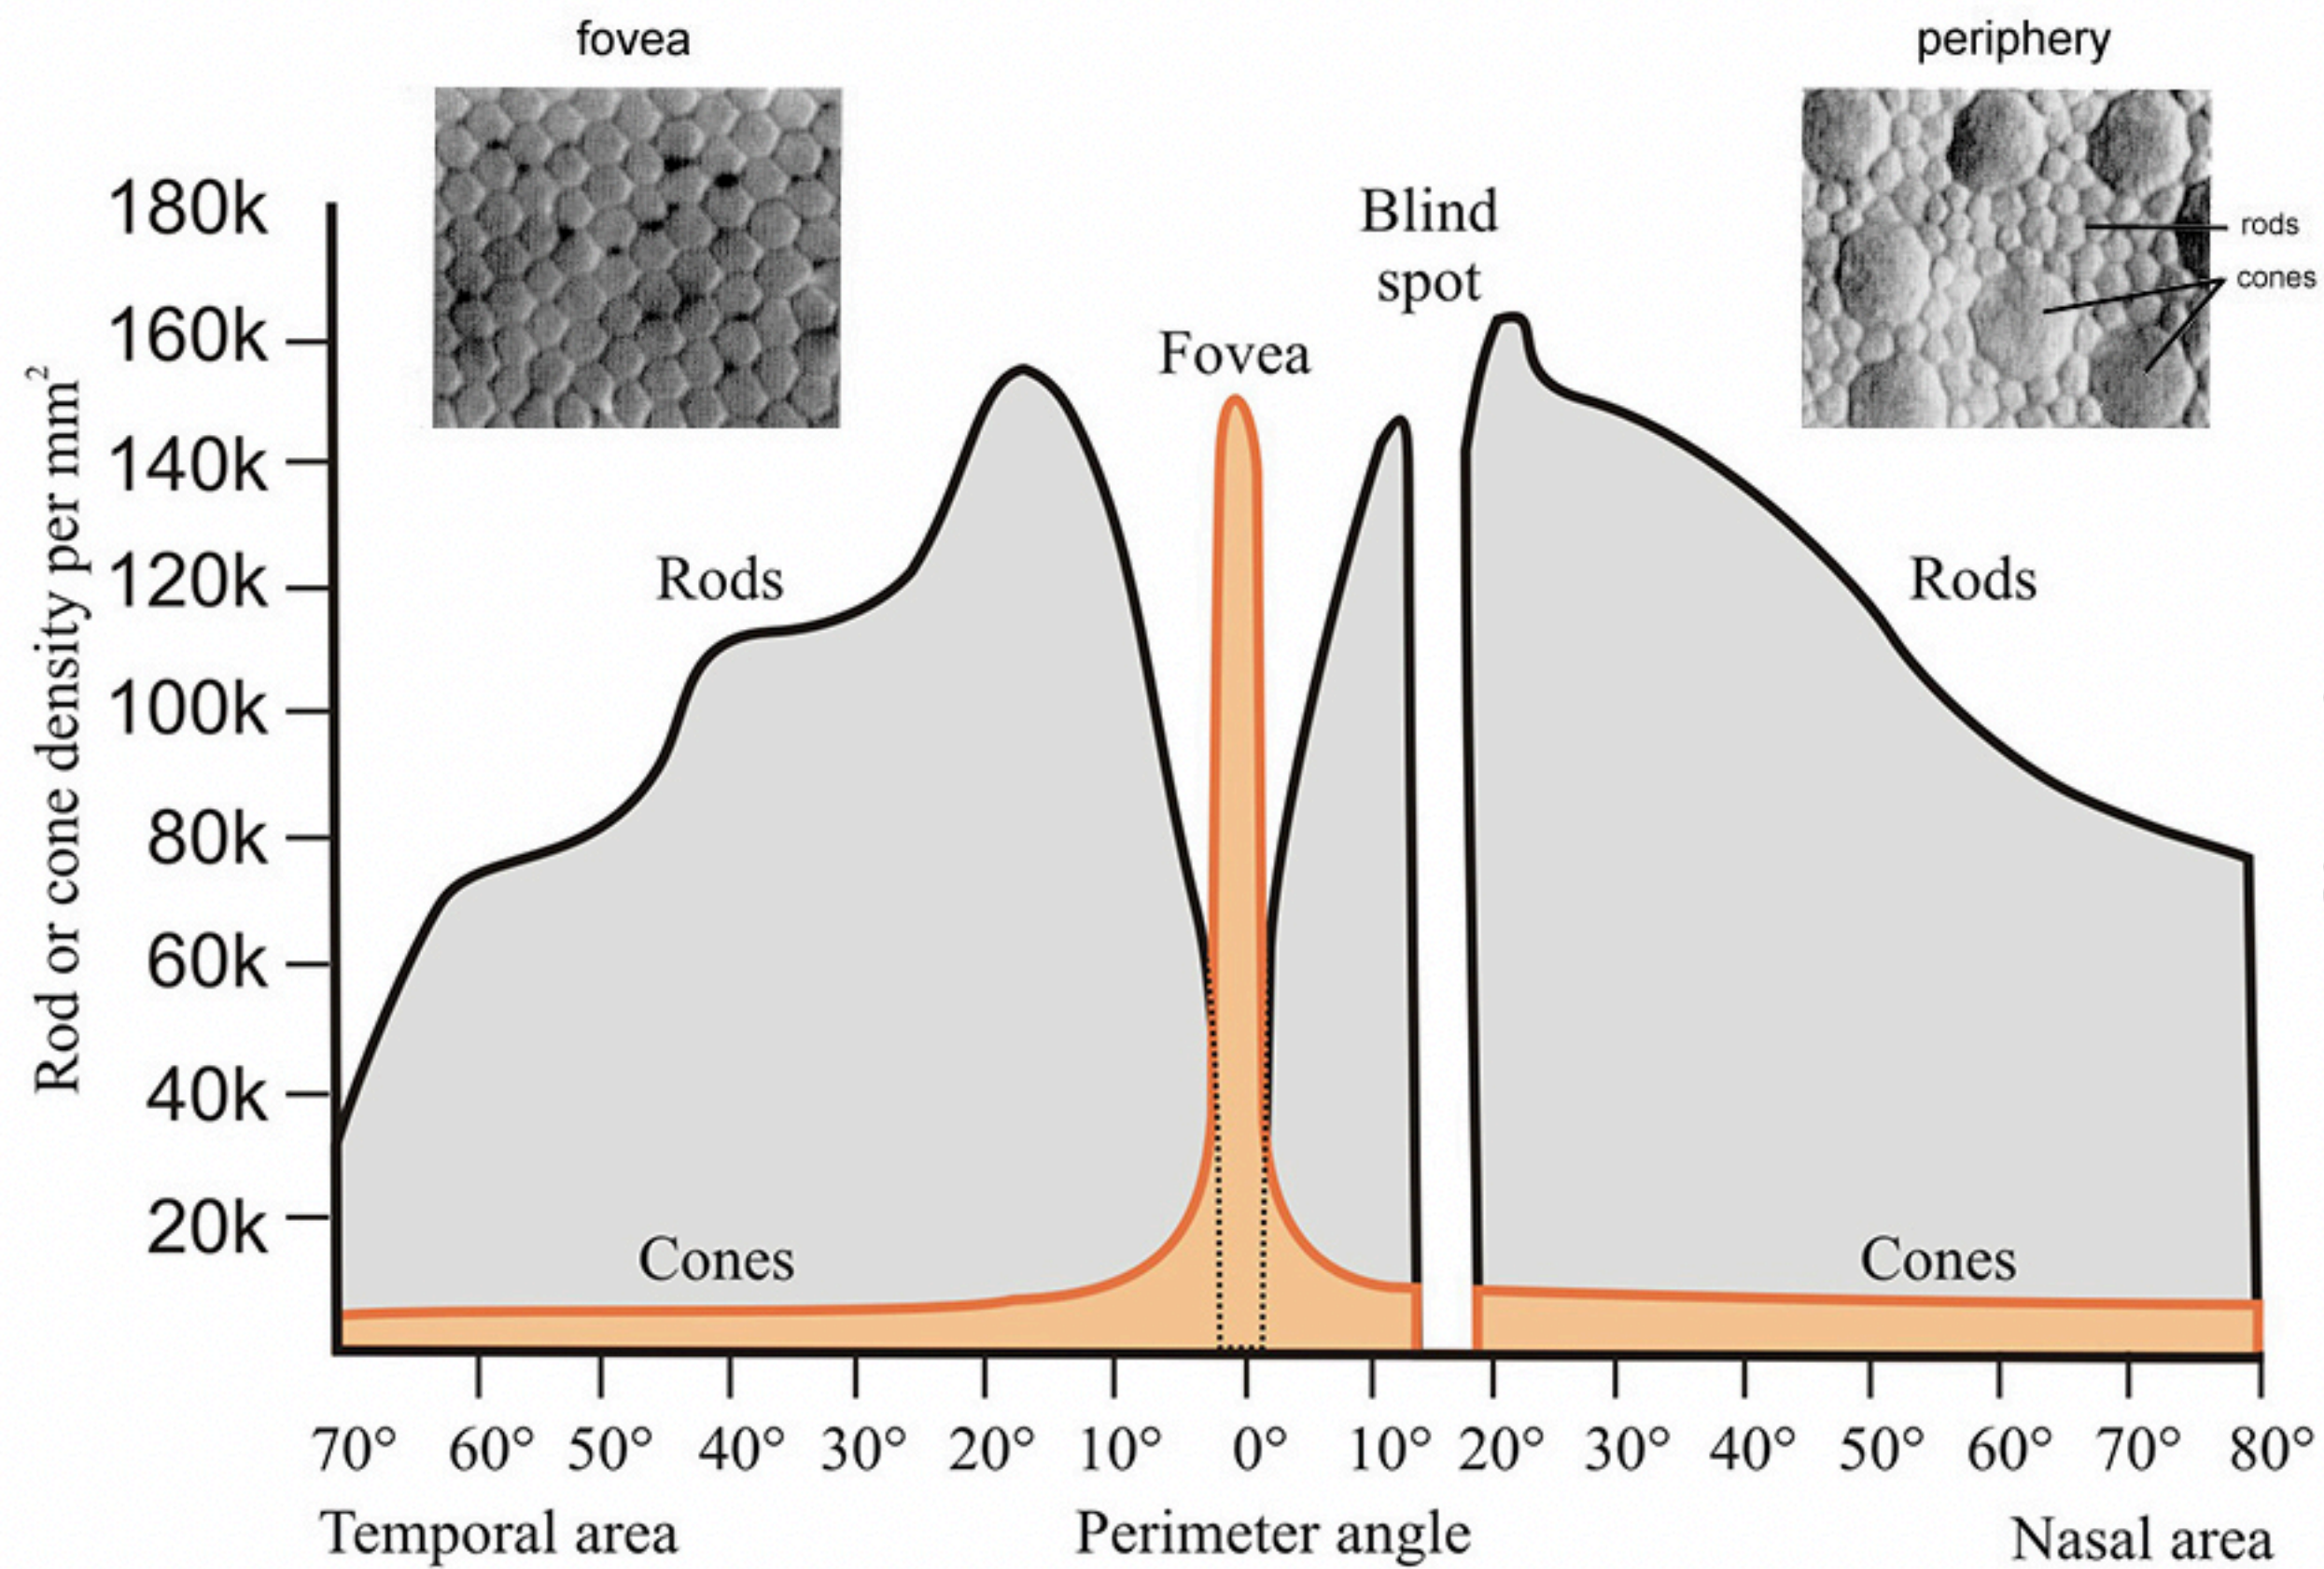 fovea
periphery
rods
cones
Blind
spot
Fovea
Rods
Rods
Cones
Cones
Rod or cone density per mm²
180k
160k
140k
120k
100k
80k
60k
40k
20k
70° 60° 50° 40° 30° 20° 10° 0° 10° 20° 30° 40° 50° 60° 70° 80°
Temporal area Perimeter angle Nasal area